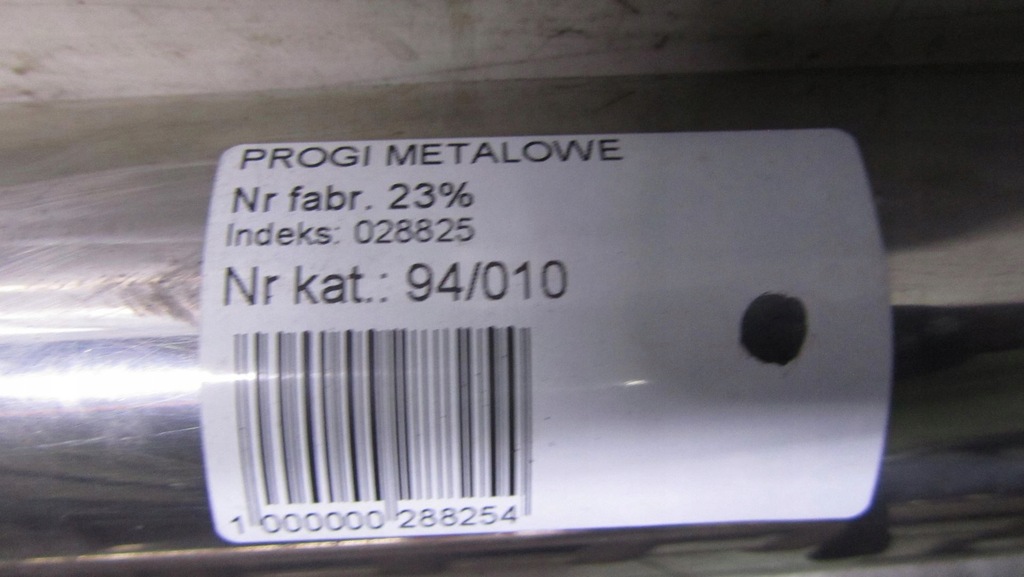 PROGI METALOWE
Nr fabr. 23%
Indeks: 028825
Nr kat.: 94/010
1 000000 288254